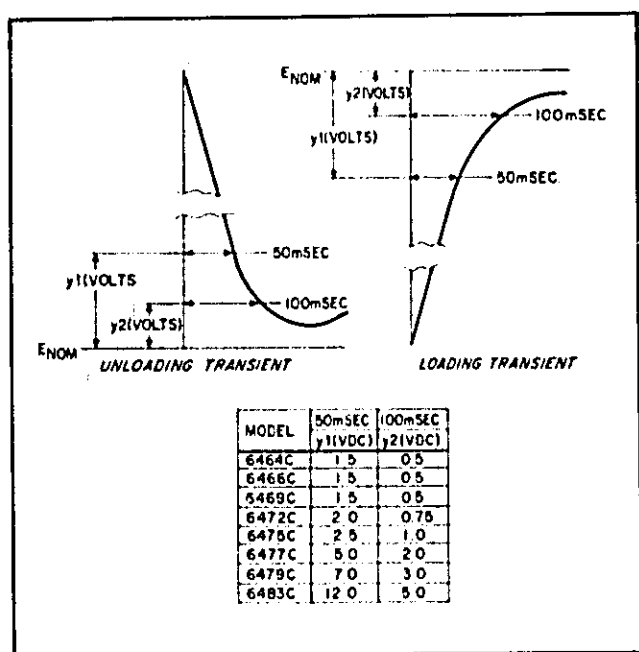 E NOM
y2(VOLTS)
y1(VOLTS)
100mSEC
50mSEC
50mSEC
y1(VOLTS
100mSEC
y2(VOLTS)
E NOM
UNLOADING TRANSIENT
LOADING TRANSIENT
MODEL 50mSEC 100mSEC
y1(VDC) y2(VDC)
6464C 1.5 0.5
6466C 1.5 0.5
6469C 1.5 0.5
6472C 2.0 0.75
6475C 2.5 1.0
6477C 5.0 2.0
6479C 7.0 3.0
6483C 12.0 5.0